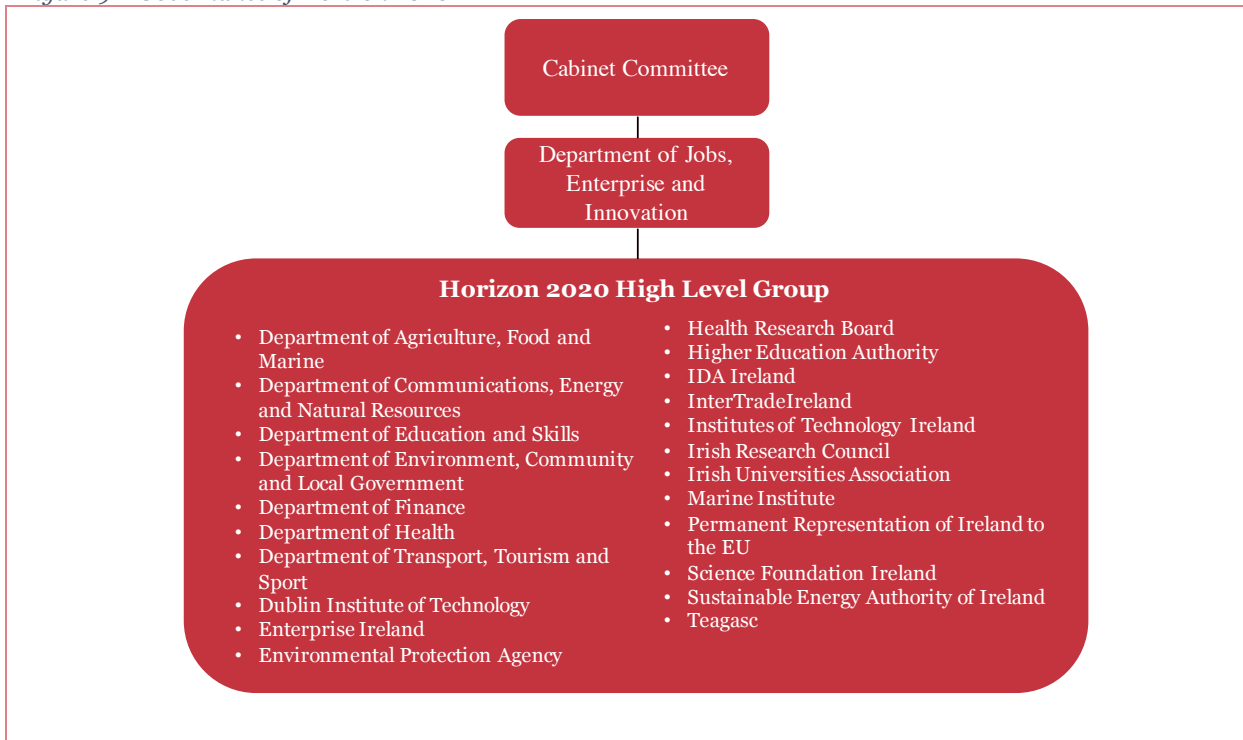 Cabinet Committee
Department of Jobs,
Enterprise and
Innovation
Horizon 2020 High Level Group
• Department of Agriculture, Food and
Marine
• Department of Communications, Energy
and Natural Resources
• Department of Education and Skills
• Department of Environment, Community
and Local Government
• Department of Finance
• Department of Health
• Department of Transport, Tourism and
Sport
• Dublin Institute of Technology
• Enterprise Ireland
• Environmental Protection Agency
• Health Research Board
• Higher Education Authority
• IDA Ireland
• InterTradeIreland
• Institutes of Technology Ireland
• Irish Research Council
• Irish Universities Association
• Marine Institute
• Permanent Representation of Ireland to
the EU
• Science Foundation Ireland
• Sustainable Energy Authority of Ireland
• Teagasc